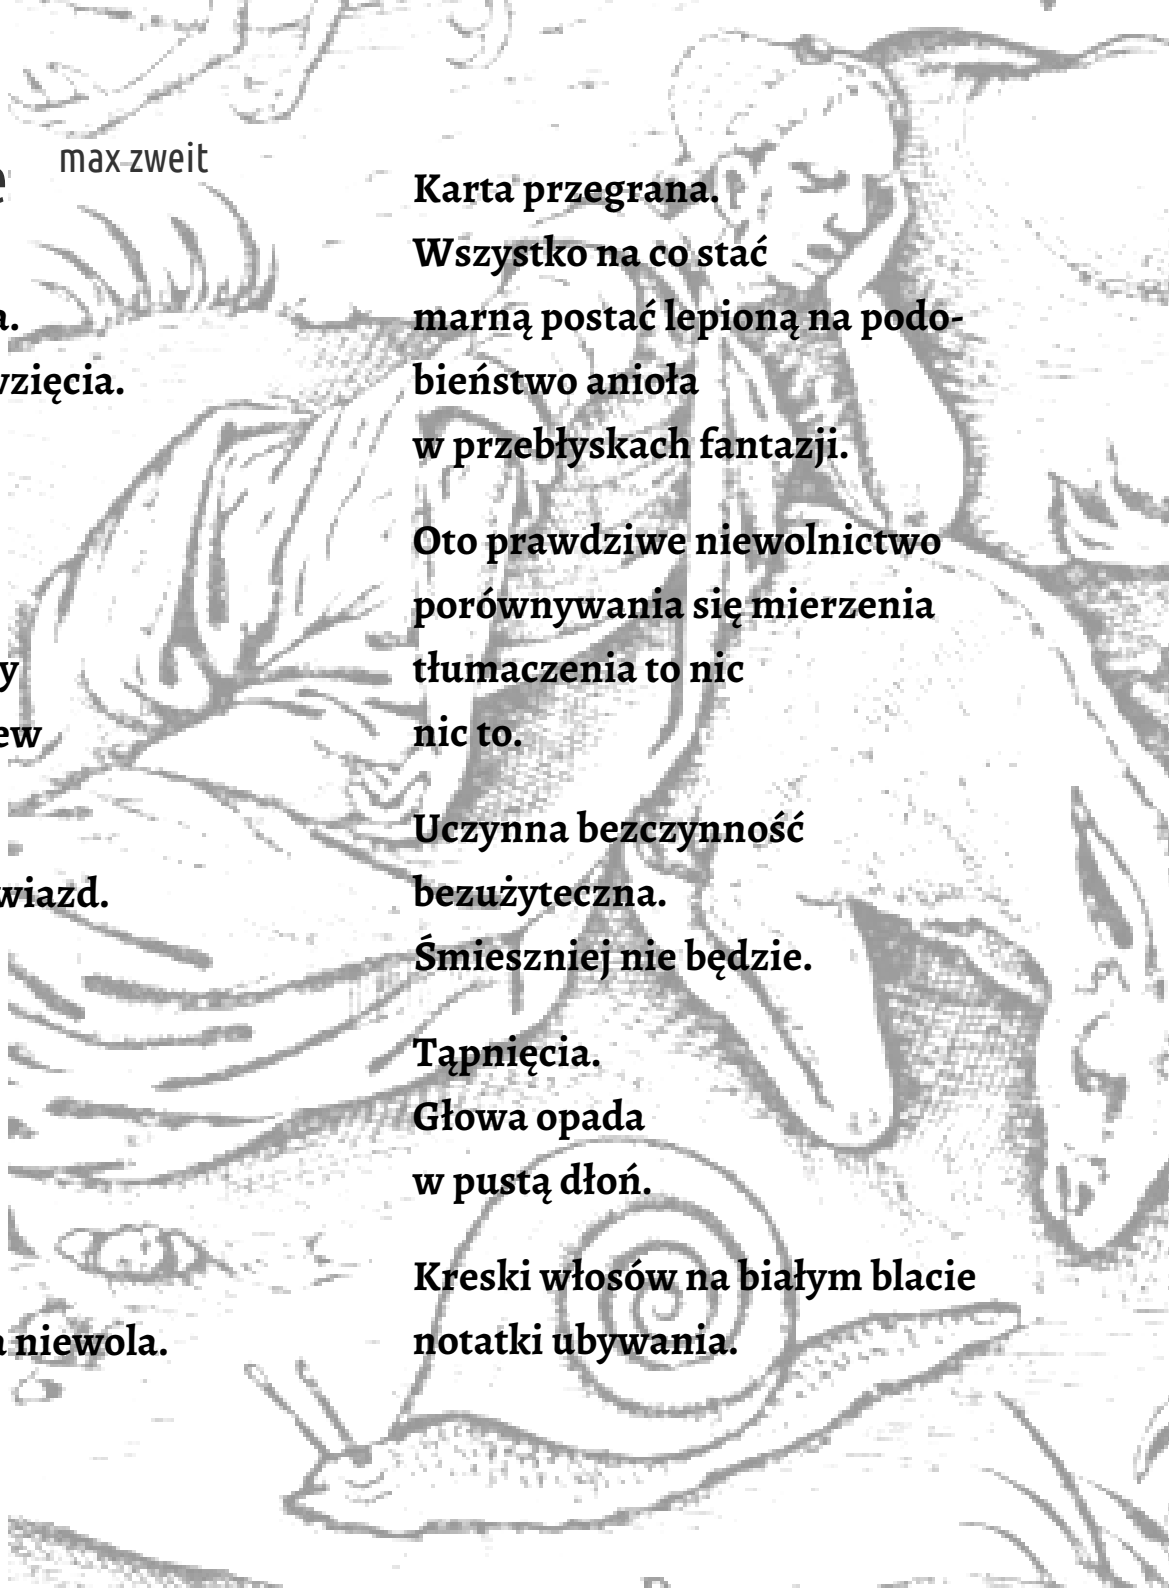 max zweit
wiazd.
niewola.
Karta przegrana.
Wszystko na co stać
marną postać lepioną na podo-
bieństwo anioła
w przebłyskach fantazji.
Oto prawdziwe niewolnictwo
porównywania się mierzenia
tłumaczenia to nic
nic to.
Uczynna bezczynność
bezużyteczna.
Śmieszniej nie będzie.
Tąpnięcia.
Głowa opada
w pustą dłoń.
Kreski włosów na białym blacie
notatki ubywania.